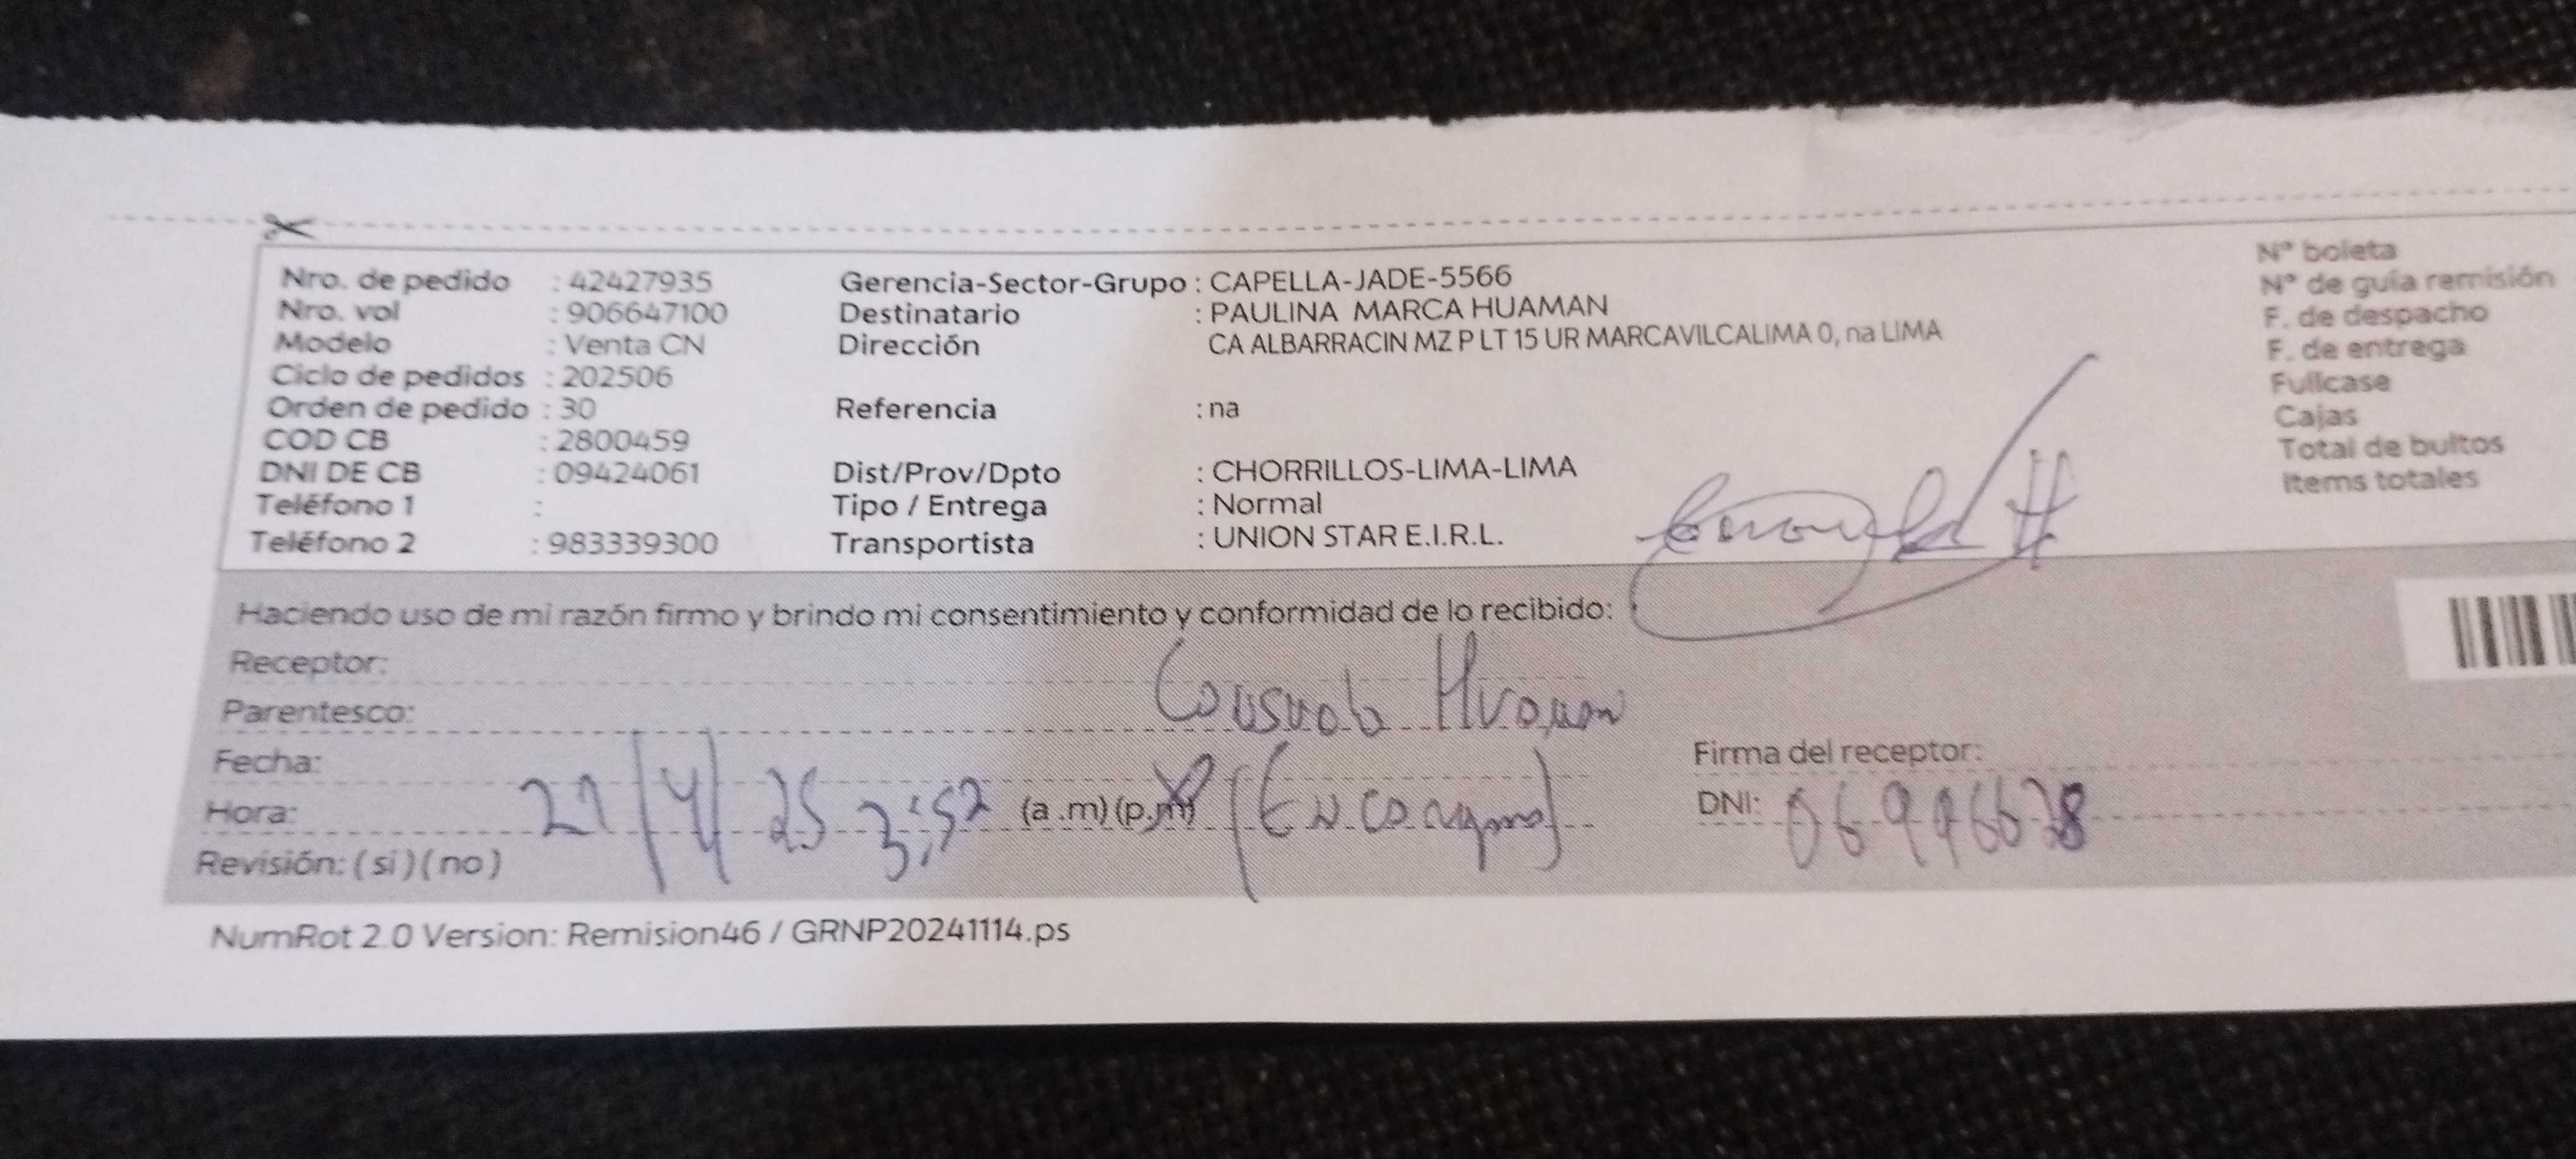 Nro. de pedido : 42427935
Nro. vol : 906647100
Modelo : Venta CN
Ciclo de pedidos : 202506
Orden de pedido : 30
COD CB : 2800459
DNI DE CB : 09424061
Teléfono 1 :
Teléfono 2 : 983339300
Gerencia-Sector-Grupo : CAPELLA-JADE-5566
Destinatario : PAULINA MARCA HUAMAN
Dirección CA ALBARRACIN MZ P LT 15 UR MARCAVILCALIMA 0, na LIMA
Referencia : na
Dist/Prov/Dpto : CHORRILLOS-LIMA-LIMA
Tipo / Entrega : Normal
Transportista : UNION STAR E.I.R.L.
N° boleta
N° de guía remisión
F. de despacho
F. de entrega
Fullcase
Cajas
Total de bultos
Items totales
Haciendo uso de mi razón firmo y brindo mi consentimiento y conformidad de lo recibido:
Receptor:
Parentesco: Consuelo Huaman
Fecha:
Hora: 21/4/25 3:52 (a.m) (p.m)
Revisión: ( si ) ( no )
Firma del receptor:
DNI:
NumRot 2.0 Version: Remision46 / GRNP20241114.ps